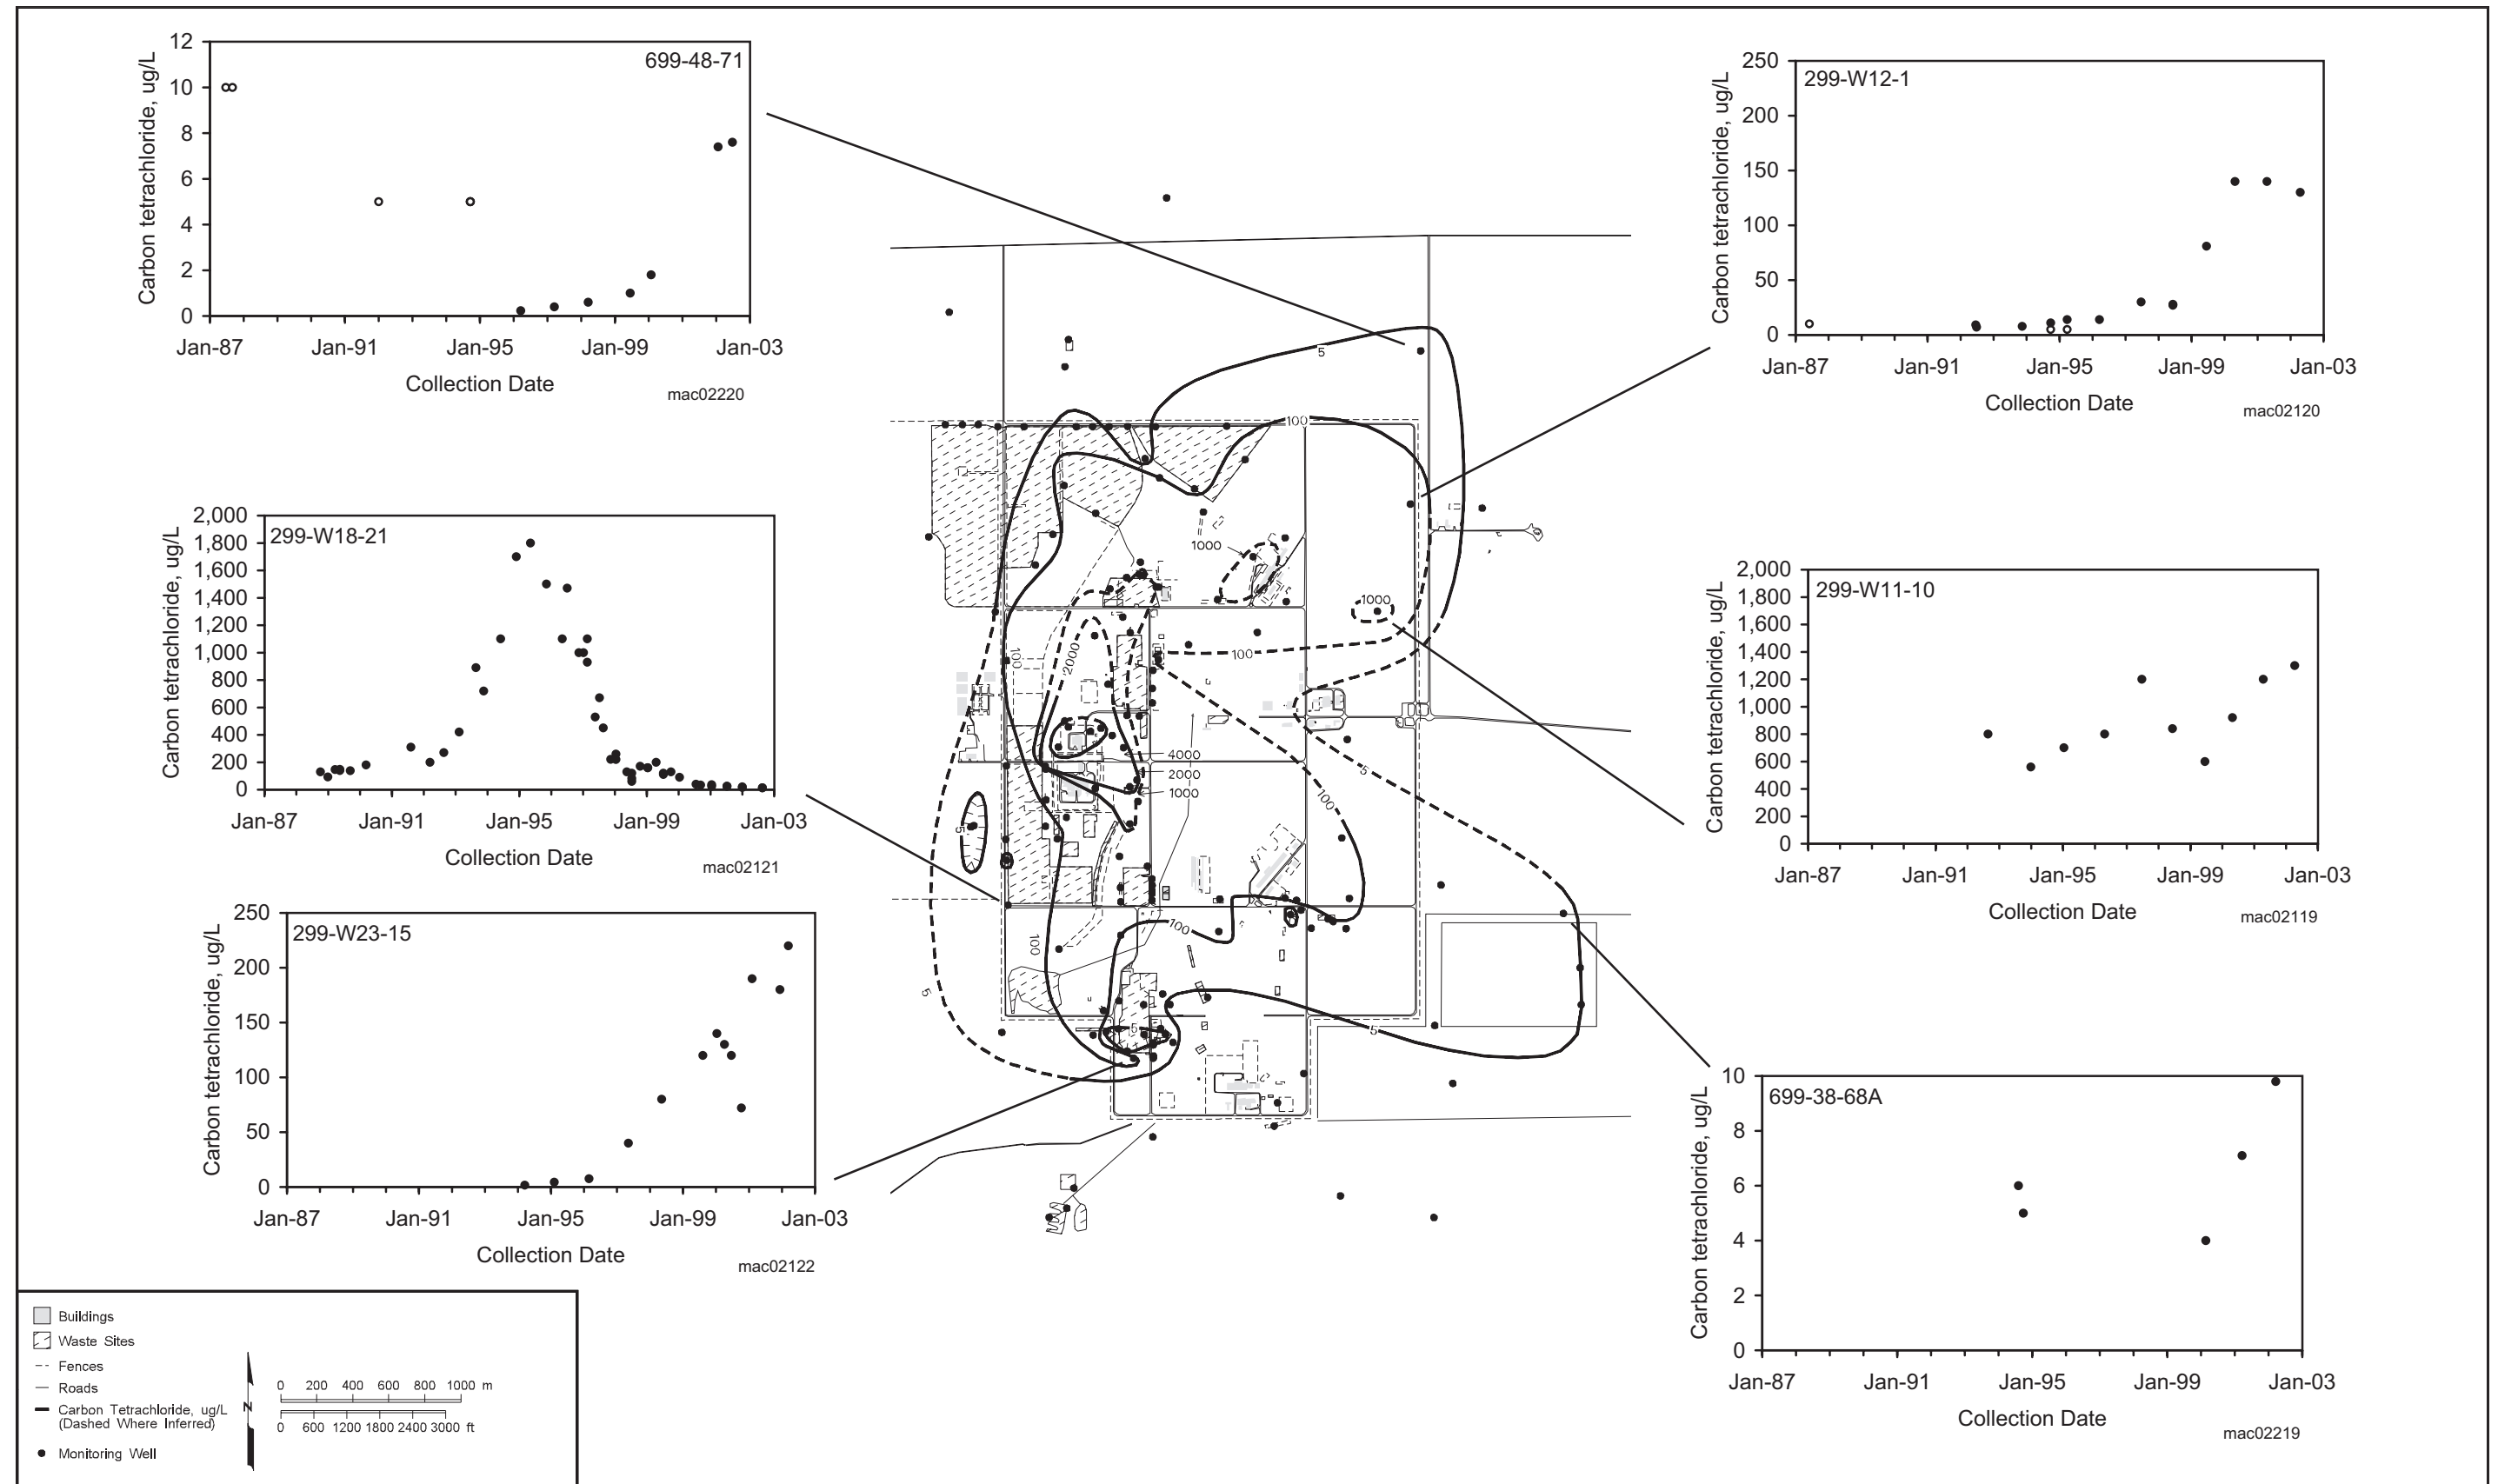 699-48-71
Carbon tetrachloride, ug/L
12
10
8
6
4
2
0
Jan-87 Jan-91 Jan-95 Jan-99 Jan-03
Collection Date
mac02220
299-W12-1
Carbon tetrachloride, ug/L
250
200
150
100
50
0
Jan-87 Jan-91 Jan-95 Jan-99 Jan-03
Collection Date
mac02120
299-W18-21
Carbon tetrachloride, ug/L
2,000
1,800
1,600
1,400
1,200
1,000
800
600
400
200
0
Jan-87 Jan-91 Jan-95 Jan-99 Jan-03
Collection Date
mac02121
299-W11-10
Carbon tetrachloride, ug/L
2,000
1,800
1,600
1,400
1,200
1,000
800
600
400
200
0
Jan-87 Jan-91 Jan-95 Jan-99 Jan-03
Collection Date
mac02119
299-W23-15
Carbon tetrachloride, ug/L
250
200
150
100
50
0
Jan-87 Jan-91 Jan-95 Jan-99 Jan-03
Collection Date
mac02122
699-38-68A
Carbon tetrachloride, ug/L
10
8
6
4
2
0
Jan-87 Jan-91 Jan-95 Jan-99 Jan-03
Collection Date
mac02219
5
100
1000
1000
100
100
2000
4000
2000
1000
5
100
5
100
100
5
5
5
Buildings
Waste Sites
Fences
Roads
Carbon Tetrachloride, ug/L
(Dashed Where Inferred)
Monitoring Well
N
0 200 400 600 800 1000 m
0 600 1200 1800 2400 3000 ft